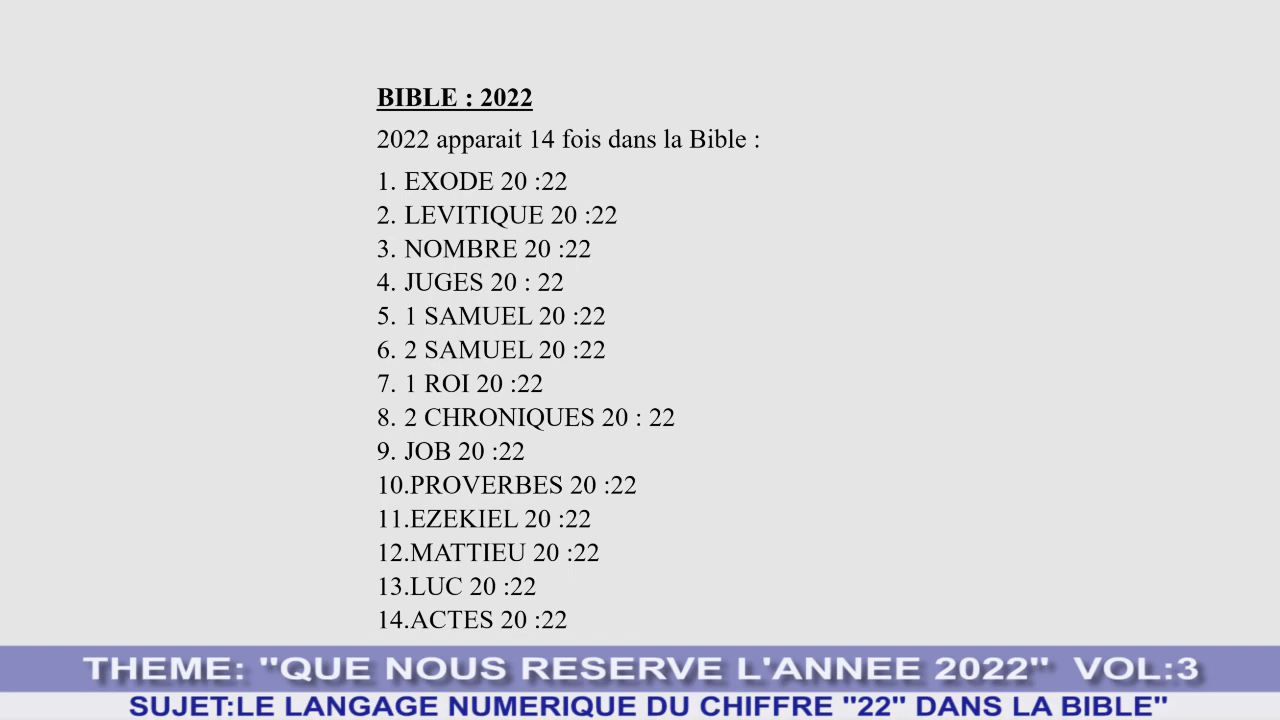 BIBLE : 2022
2022 apparait 14 fois dans la Bible :
1. EXODE 20 :22
2. LEVITIQUE 20 :22
3. NOMBRE 20 :22
4. JUGES 20 : 22
5. 1 SAMUEL 20 :22
6. 2 SAMUEL 20 :22
7. 1 ROI 20 :22
8. 2 CHRONIQUES 20 : 22
9. JOB 20 :22
10.PROVERBES 20 :22
11.EZEKIEL 20 :22
12.MATTIEU 20 :22
13.LUC 20 :22
14.ACTES 20 :22
THEME: "QUE NOUS RESERVE L'ANNEE 2022" VOL:3
SUJET:LE LANGAGE NUMERIQUE DU CHIFFRE "22" DANS LA BIBLE"